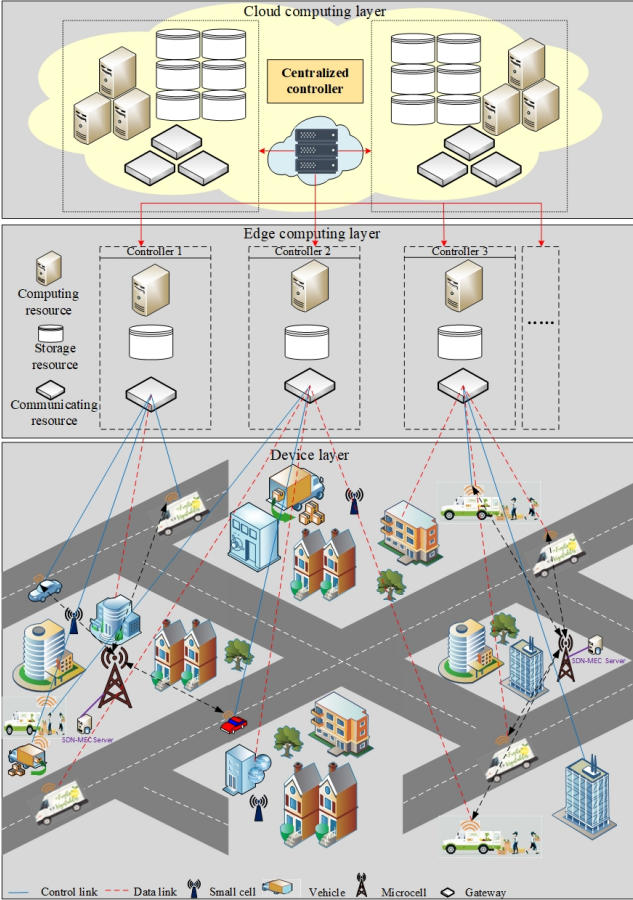 Cloud computing layer
Centralized
controller
Edge computing layer
Controller 1
Controller 2
Controller 3
Computing
resource
Storage
resource
Communicating
resource
.....
Device layer
SDN-MEC Server
SDN-MEC Server
Control link
Data link
Small cell
Vehicle
Microcell
Gateway